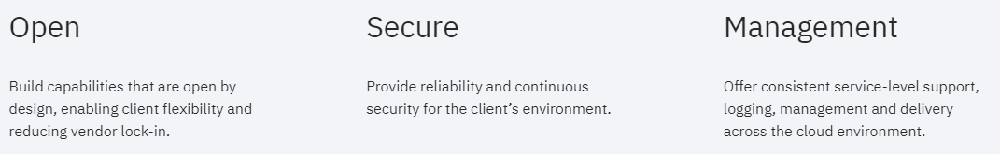 Open
Build capabilities that are open by
design, enabling client flexibility and
reducing vendor lock-in.
Secure
Provide reliability and continuous
security for the client’s environment.
Management
Offer consistent service-level support,
logging, management and delivery
across the cloud environment.